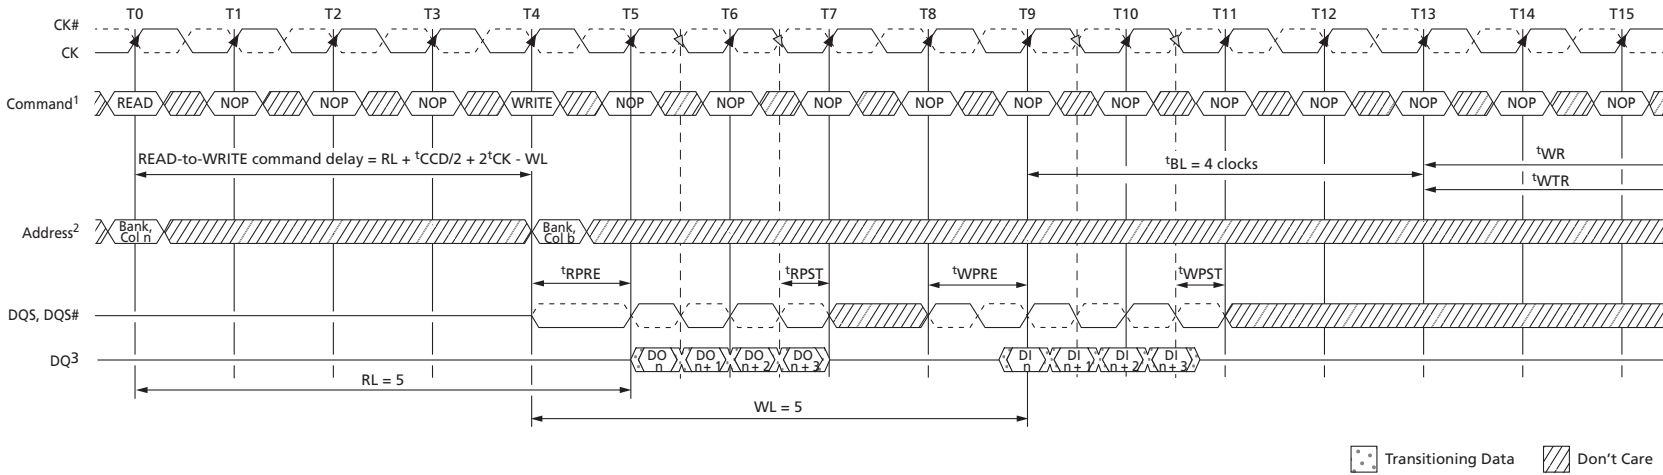 T0 T1 T2 T3 T4 T5 T6 T7 T8 T9 T10 T11 T12 T13 T14 T15
CK#
CK
Command1 READ NOP NOP NOP WRITE NOP NOP NOP NOP NOP NOP NOP NOP NOP NOP NOP
READ-to-WRITE command delay = RL + tCCD/2 + 2tCK - WL
tBL = 4 clocks
tWR
tWTR
Address2
Bank,
Col n
Bank,
Col b
tRPRE tRPST tWPRE tWPST
DQS, DQS#
DQ3
DO
n
DO
n + 1
DO
n + 2
DO
n + 3
DI
n
DI
n + 1
DI
n + 2
DI
n + 3
RL = 5
WL = 5
Transitioning Data Don't Care